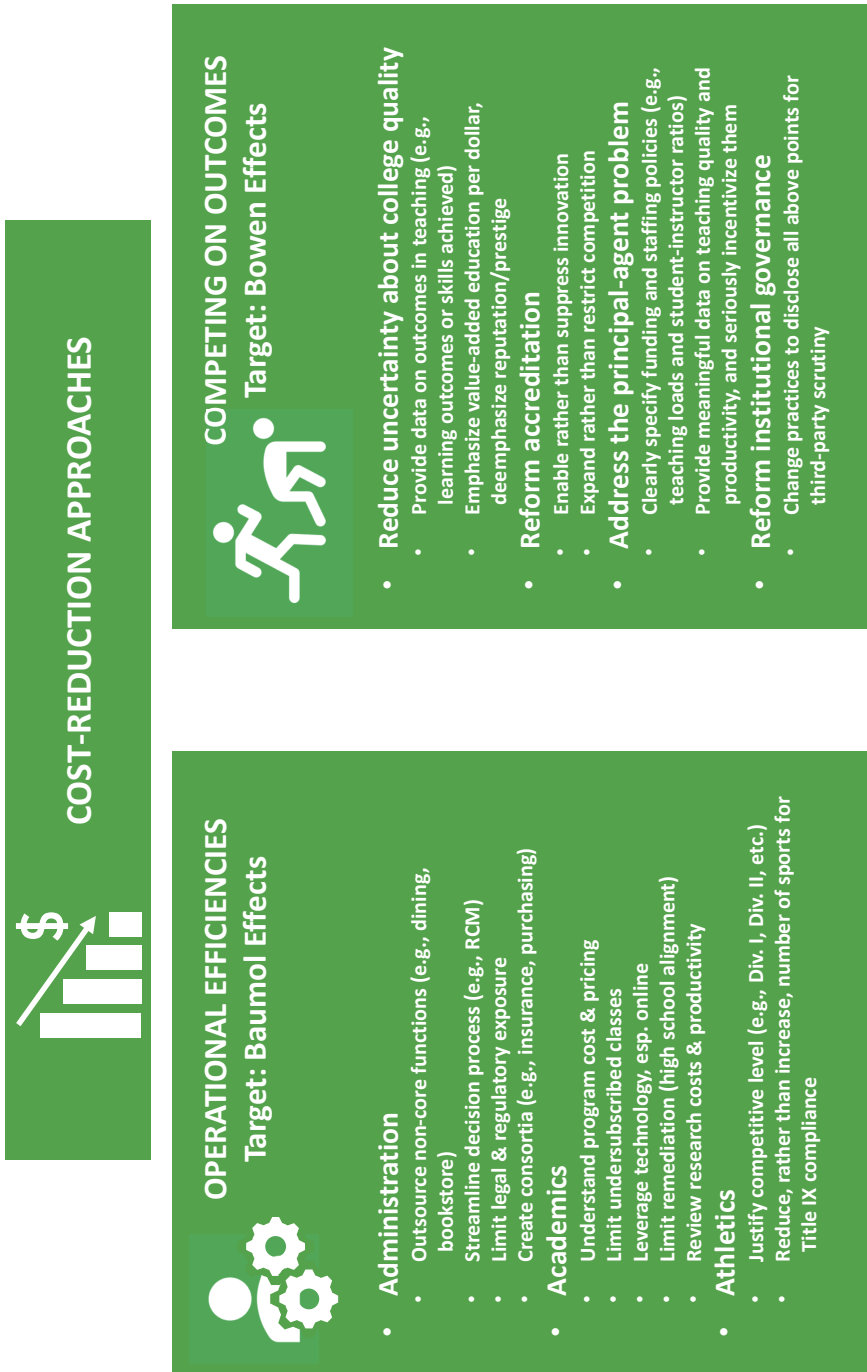 COST-REDUCTION APPROACHES
$
OPERATIONAL EFFICIENCIES
Target: Baumol Effects
• Administration
• Outsource non-core functions (e.g., dining,
bookstore)
• Streamline decision process (e.g., RCM)
• Limit legal & regulatory exposure
• Create consortia (e.g., insurance, purchasing)
• Academics
• Understand program cost & pricing
• Limit undersubscribed classes
• Leverage technology, esp. online
• Limit remediation (high school alignment)
• Review research costs & productivity
• Athletics
• Justify competitive level (e.g., Div. I, Div. II, etc.)
• Reduce, rather than increase, number of sports for
Title IX compliance
COMPETING ON OUTCOMES
Target: Bowen Effects
• Reduce uncertainty about college quality
• Provide data on outcomes in teaching (e.g.,
learning outcomes or skills achieved)
• Emphasize value-added education per dollar,
deemphasize reputation/prestige
• Reform accreditation
• Enable rather than suppress innovation
• Expand rather than restrict competition
• Address the principal-agent problem
• Clearly specify funding and staffing policies (e.g.,
teaching loads and student-instructor ratios)
• Provide meaningful data on teaching quality and
productivity, and seriously incentivize them
• Reform institutional governance
• Change practices to disclose all above points for
third-party scrutiny